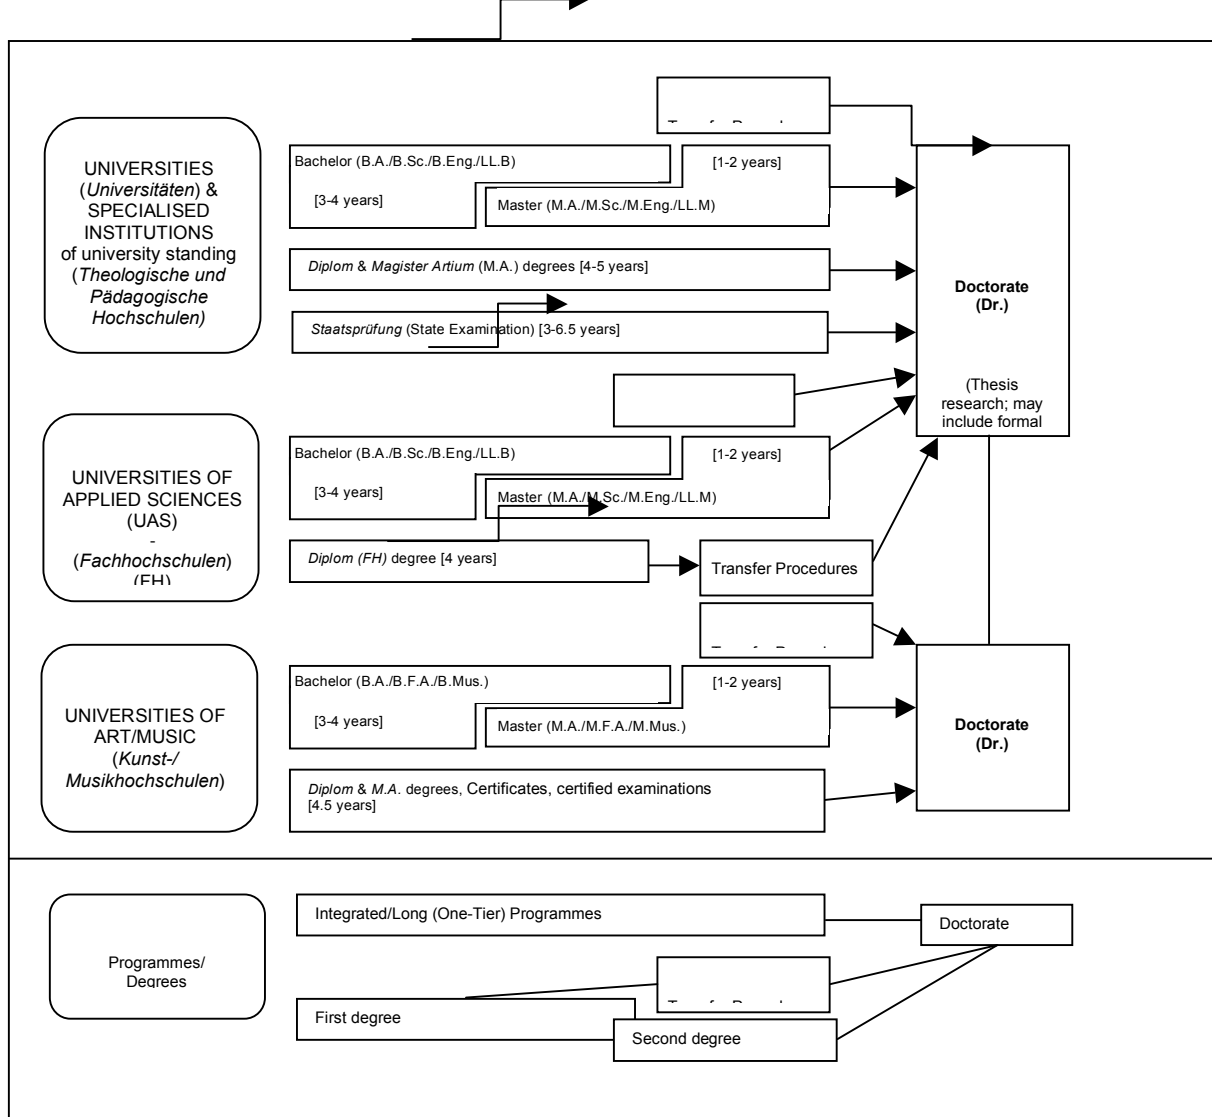 UNIVERSITIES
(Universitäten) &
SPECIALISED
INSTITUTIONS
of university standing
(Theologische und
Pädagogische
Hochschulen)
Bachelor (B.A./B.Sc./B.Eng./LL.B)
[3-4 years]
[1-2 years]
Master (M.A./M.Sc./M.Eng./LL.M)
Diplom & Magister Artium (M.A.) degrees [4-5 years]
Staatsprüfung (State Examination) [3-6.5 years]
Doctorate
(Dr.)
(Thesis
research; may
include formal
UNIVERSITIES OF
APPLIED SCIENCES
(UAS)
-
(Fachhochschulen)
(FH)
Bachelor (B.A./B.Sc./B.Eng./LL.B)
[3-4 years]
[1-2 years]
Master (M.A./M.Sc./M.Eng./LL.M)
Diplom (FH) degree [4 years]
Transfer Procedures
UNIVERSITIES OF
ART/MUSIC
(Kunst-/
Musikhochschulen)
Bachelor (B.A./B.F.A./B.Mus.)
[3-4 years]
[1-2 years]
Master (M.A./M.F.A./M.Mus.)
Diplom & M.A. degrees, Certificates, certified examinations
[4.5 years]
Doctorate
(Dr.)
Programmes/
Degrees
Integrated/Long (One-Tier) Programmes
Doctorate
First degree
Second degree